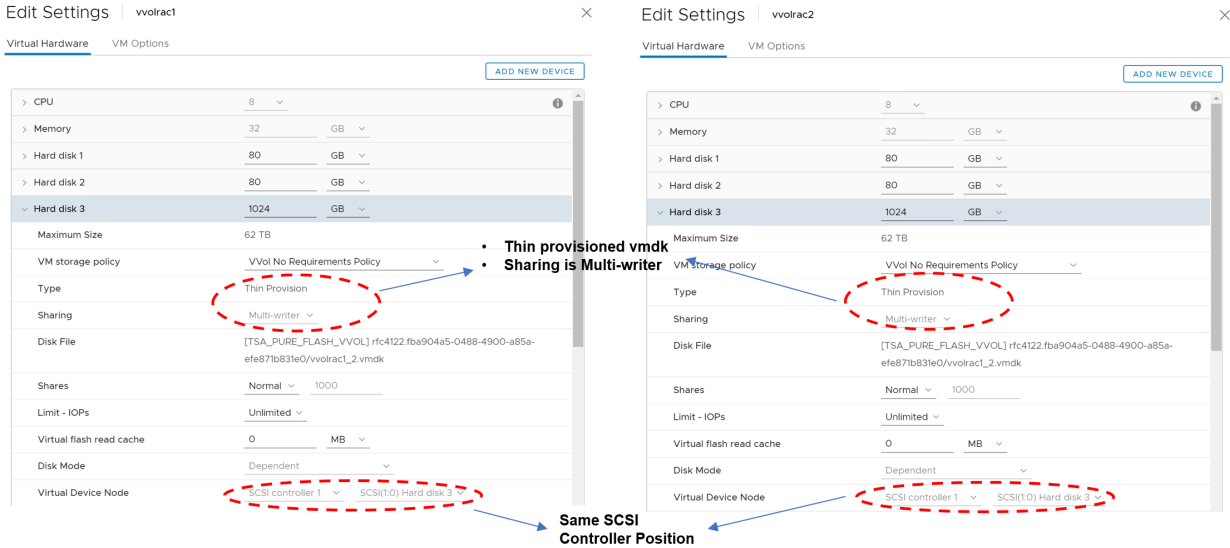 Edit Settings vvolrac1
Virtual Hardware VM Options
ADD NEW DEVICE
CPU 8
Memory 32 GB
Hard disk 1 80 GB
Hard disk 2 80 GB
Hard disk 3 1024 GB
Maximum Size 62 TB
VM storage policy VVol No Requirements Policy
Type Thin Provision
Sharing Multi-writer
Disk File [TSA_PURE_FLASH_VVOL] rfc4122.fba904a5-0488-4900-a85a-
efe871b831e0/vvolrac1_2.vmdk
Shares Normal 1000
Limit - IOPs Unlimited
Virtual flash read cache 0 MB
Disk Mode Dependent
Virtual Device Node SCSI controller 1 SCSI(1:0) Hard disk 3
• Thin provisioned vmdk
• Sharing is Multi-writer
Same SCSI
Controller Position
Edit Settings vvolrac2
Virtual Hardware VM Options
ADD NEW DEVICE
CPU 8
Memory 32 GB
Hard disk 1 80 GB
Hard disk 2 80 GB
Hard disk 3 1024 GB
Maximum Size 62 TB
VM storage policy VVol No Requirements Policy
Type Thin Provision
Sharing Multi-writer
Disk File [TSA_PURE_FLASH_VVOL] rfc4122.fba904a5-0488-4900-a85a-
efe871b831e0/vvolrac1_2.vmdk
Shares Normal 1000
Limit - IOPs Unlimited
Virtual flash read cache 0 MB
Disk Mode Dependent
Virtual Device Node SCSI controller 1 SCSI(1:0) Hard disk 3